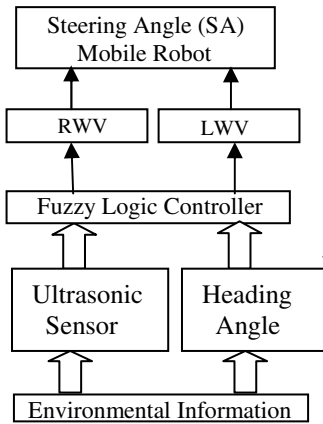 Steering Angle (SA)
Mobile Robot
RWV
LWV
Fuzzy Logic Controller
Ultrasonic
Sensor
Heading
Angle
Environmental Information